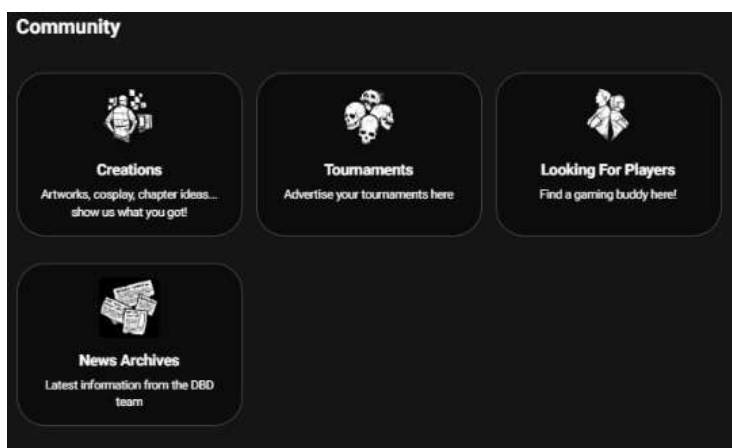 Community
Creations
Artworks, cosplay, chapter ideas...
show us what you got!
Tournaments
Advertise your tournaments here
Looking For Players
Find a gaming buddy here!
News Archives
Latest information from the DBD
team